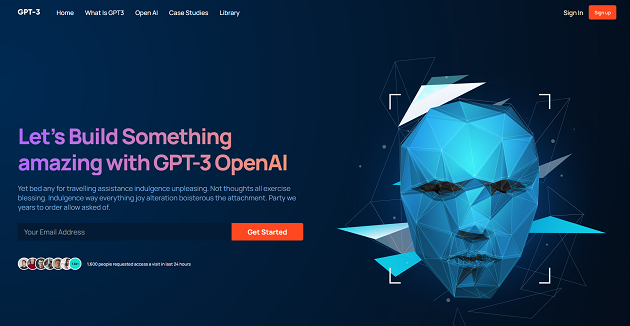 GPT-3
Home
What Is GPT3
Open AI
Case Studies
Library
Sign In
Sign up
Let's Build Something
amazing with GPT-3 OpenAI
Yet bed any for travelling assistance indulgence unpleasing. Not thoughts all exercise
blessing. Indulgence way everything joy alteration boisterous the attachment. Party we
years to order allow asked of.
Your Email Address
Get Started
1,600 people requested access a visit in last 24 hours